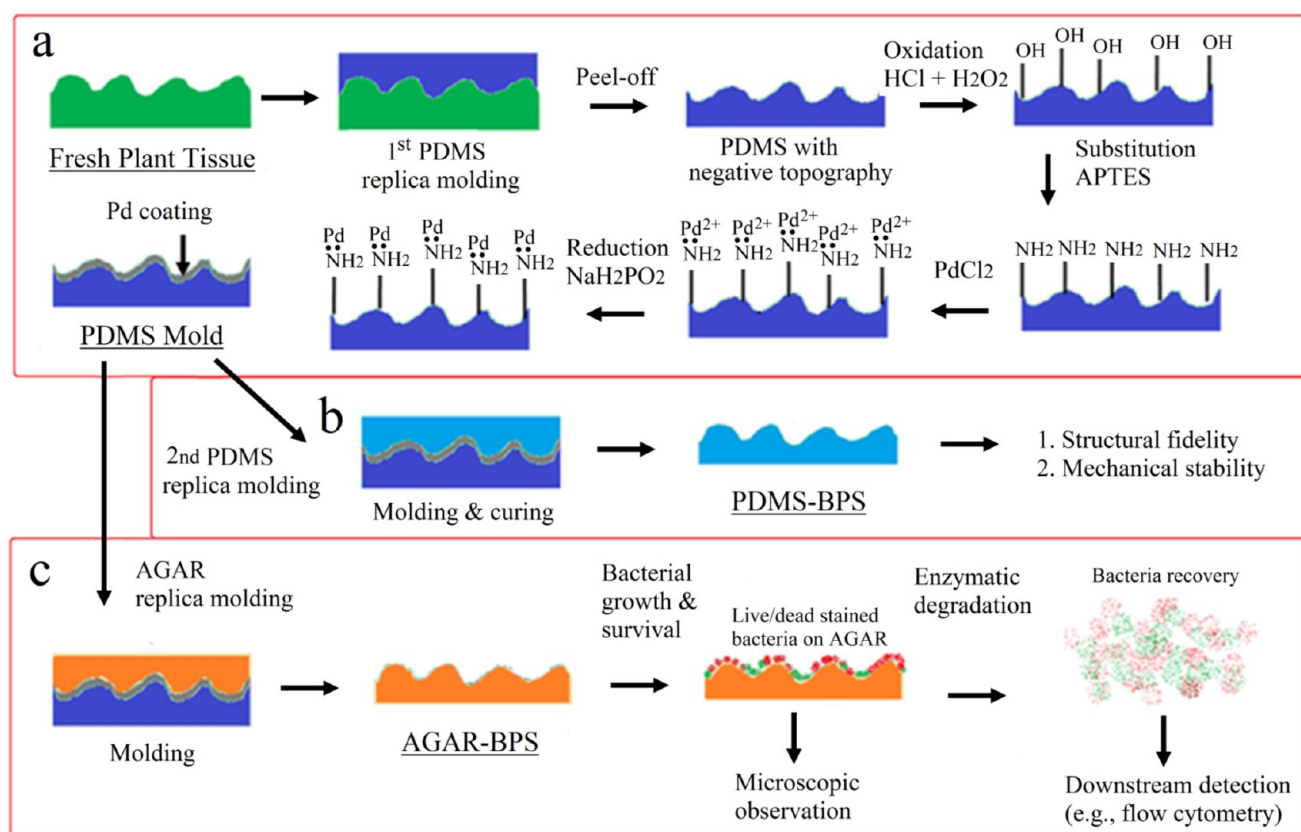 a
Fresh Plant Tissue
1st PDMS
replica molding
Peel-off
PDMS with
negative topography
Oxidation
HCl + H2O2
OH OH OH OH OH
Substitution
APTES
NH2 NH2 NH2 NH2 NH2
PdCl2
Pd2+ Pd2+ Pd2+ Pd2+ Pd2+
NH2 NH2 NH2 NH2 NH2
Reduction
NaH2PO2
Pd Pd Pd Pd Pd
NH2 NH2 NH2 NH2 NH2
Pd coating
PDMS Mold
b
2nd PDMS
replica molding
Molding & curing
PDMS-BPS
1. Structural fidelity
2. Mechanical stability
c
AGAR
replica molding
Molding
AGAR-BPS
Bacterial
growth &
survival
Live/dead stained
bacteria on AGAR
Microscopic
observation
Enzymatic
degradation
Bacteria recovery
Downstream detection
(e.g., flow cytometry)